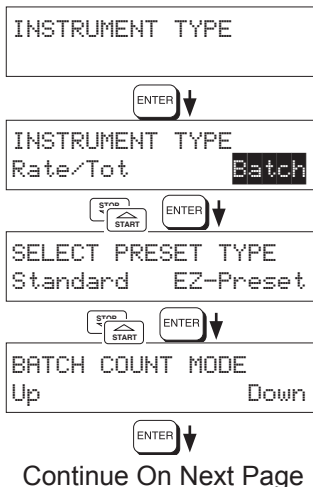 INSTRUMENT TYPE
ENTER
INSTRUMENT TYPE
Rate/Tot Batch
STOP
START
ENTER
SELECT PRESET TYPE
Standard EZ-Preset
STOP
START
ENTER
BATCH COUNT MODE
Up Down
ENTER
Continue On Next Page